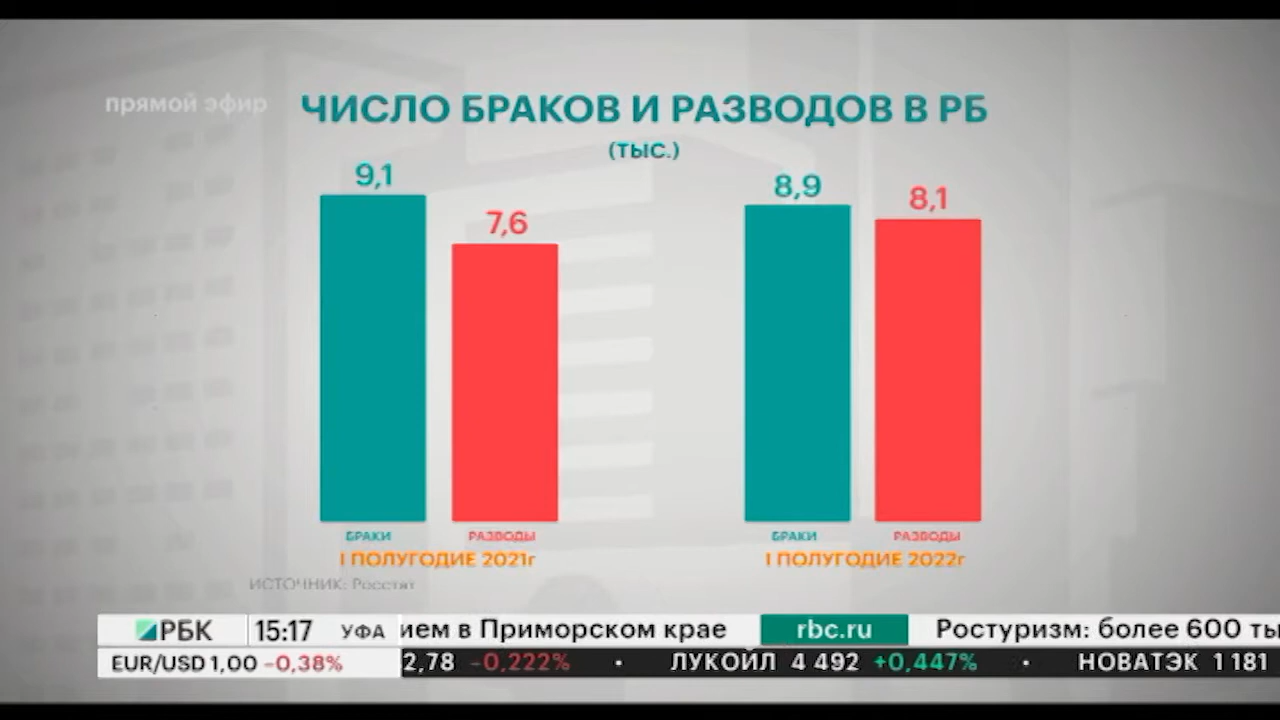 прямой эфир
ЧИСЛО БРАКОВ И РАЗВОДОВ В РБ
(ТЫС.)
9,1
7,6
8,9
8,1
БРАКИ
РАЗВОДЫ
БРАКИ
РАЗВОДЫ
I ПОЛУГОДИЕ 2021г
I ПОЛУГОДИЕ 2022г
ИСТОЧНИК: Росстат
РБК 15:17 УФА ием в Приморском крае rbc.ru Ростуризм: более 600 ты
EUR/USD 1,00 -0,38% 2,78 -0,222% • ЛУКОЙЛ 4 492 +0,447% • НОВАТЭК 1 181